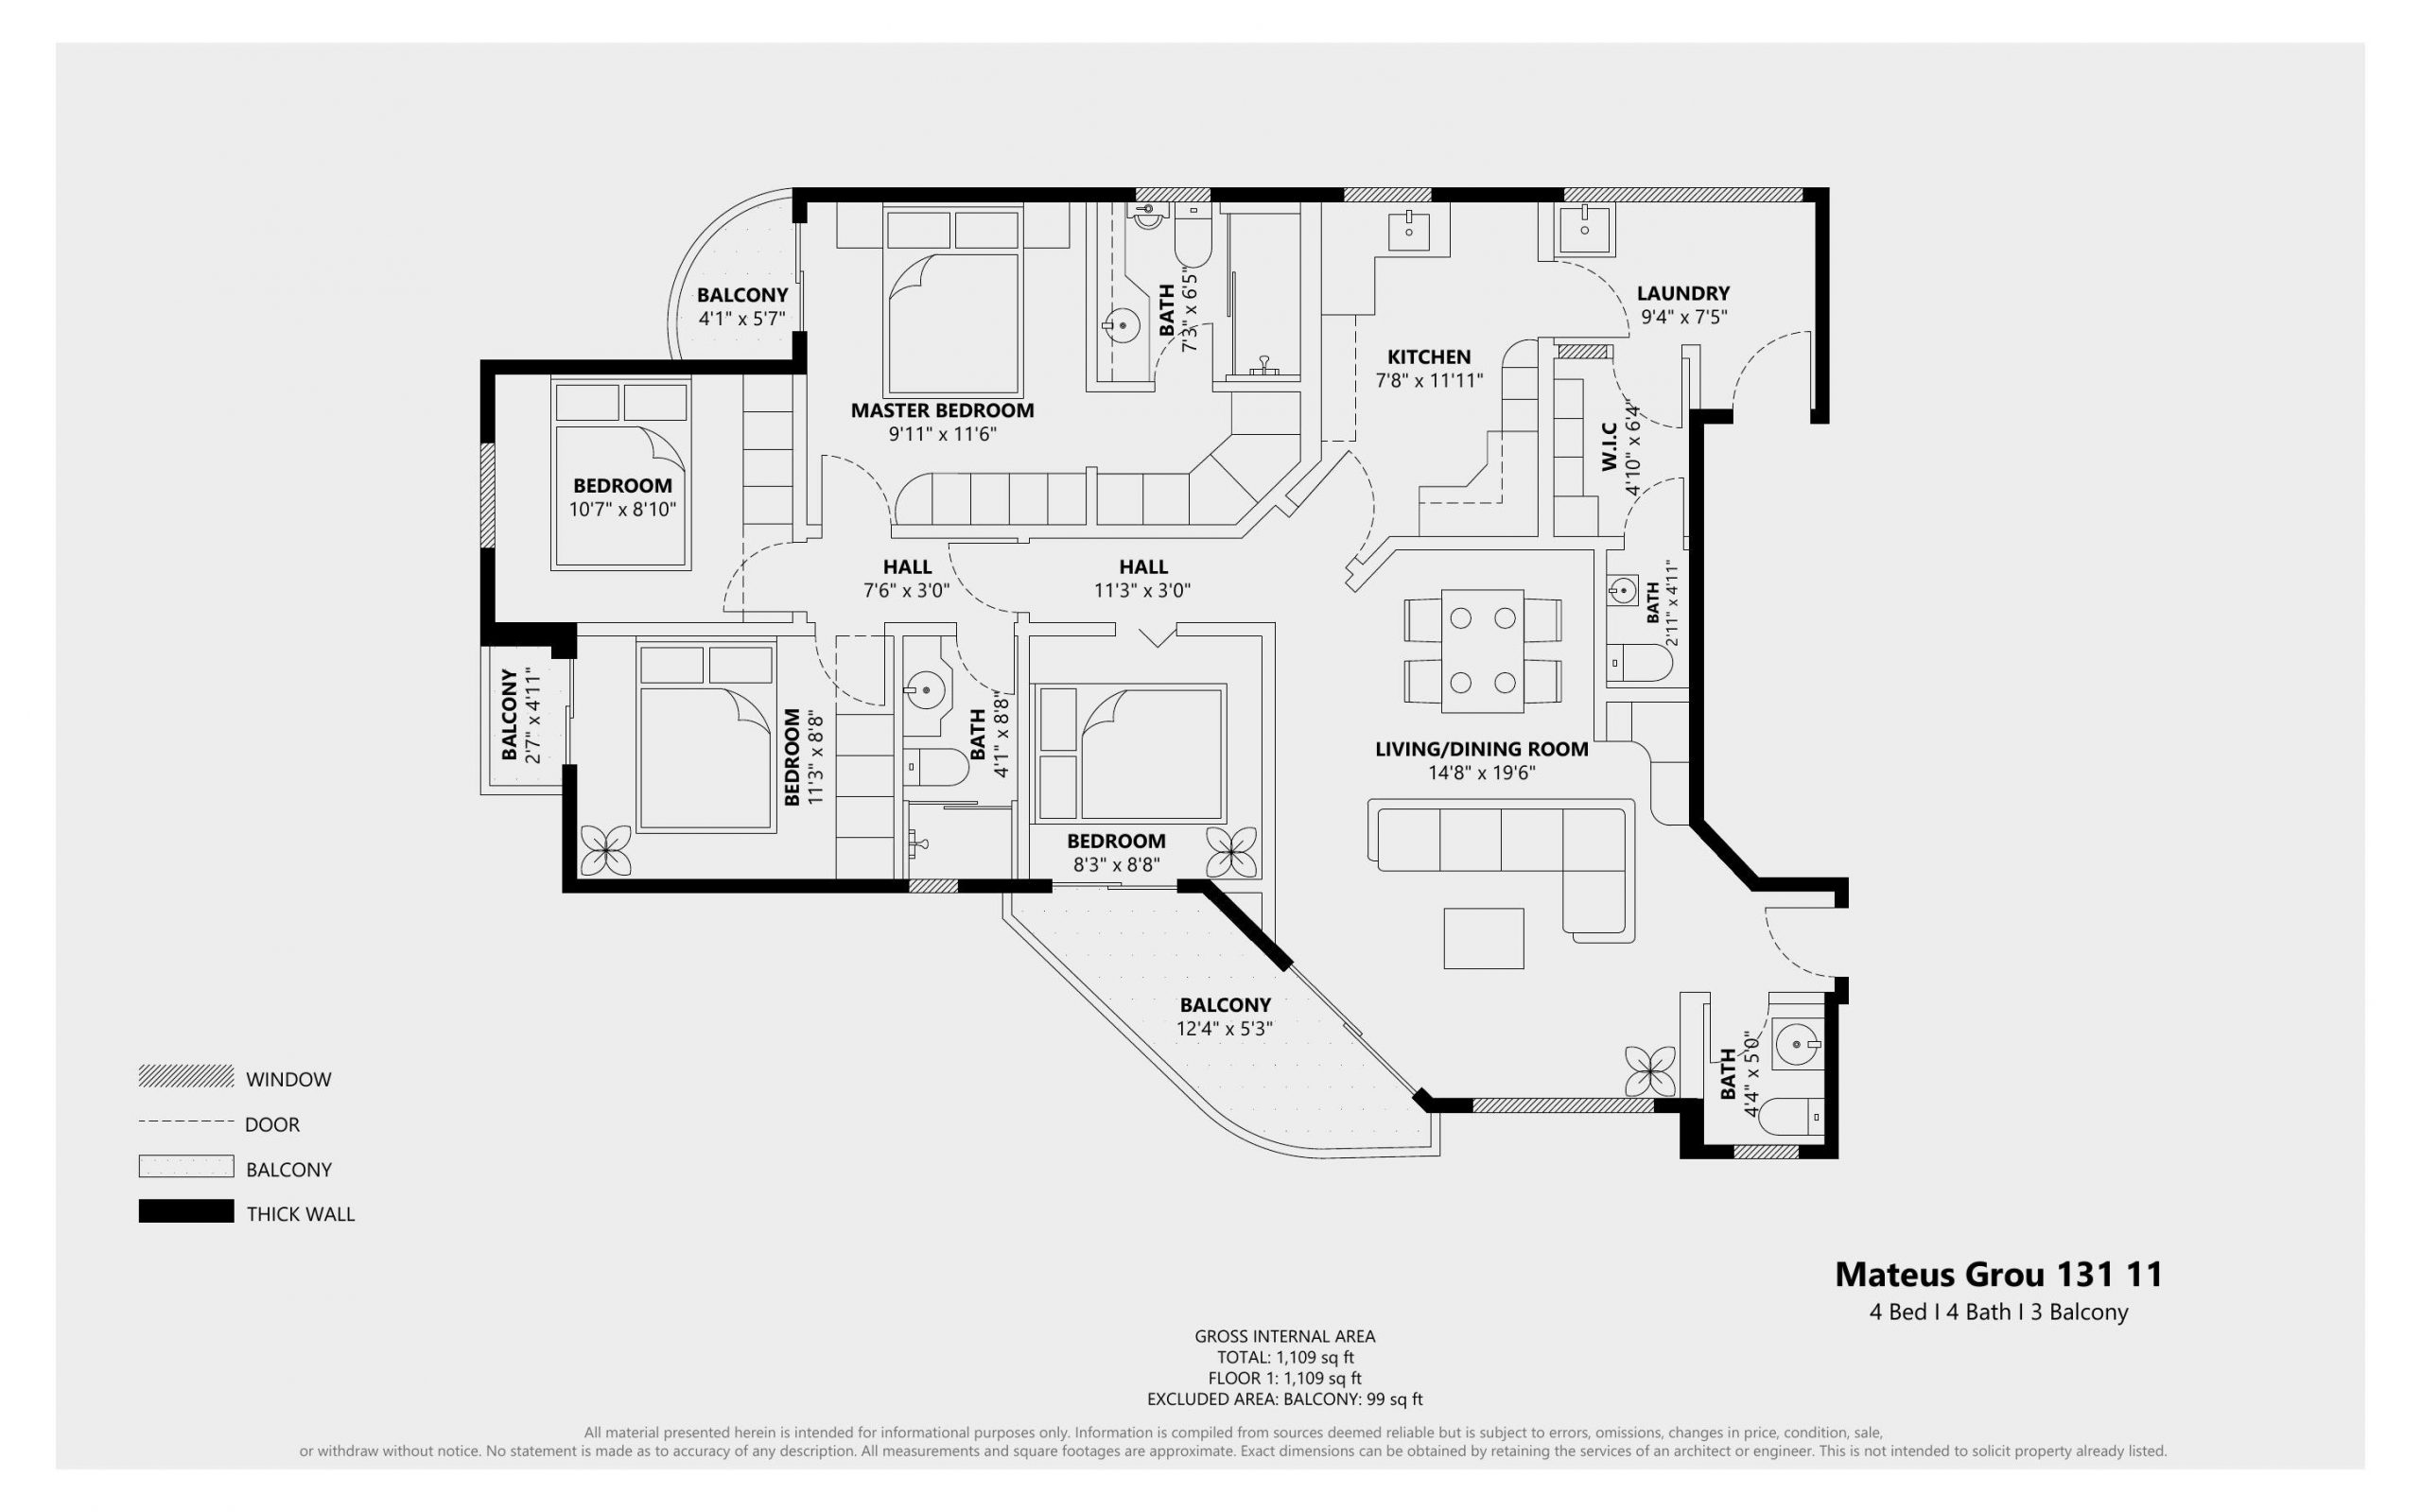 BALCONY
4'1" x 5'7"
MASTER BEDROOM
9'11" x 11'6"
BATH
7'3" x 6'5"
KITCHEN
7'8" x 11'11"
LAUNDRY
9'4" x 7'5"
W.I.C
4'10" x 6'4"
BEDROOM
10'7" x 8'10"
HALL
7'6" x 3'0"
HALL
11'3" x 3'0"
BATH
2'11" x 4'11"
BALCONY
2'7" x 4'11"
BEDROOM
11'3" x 8'8"
BATH
4'1" x 8'8"
BEDROOM
8'3" x 8'8"
LIVING/DINING ROOM
14'8" x 19'6"
BALCONY
12'4" x 5'3"
BATH
4'4" x 5'0"
WINDOW
DOOR
BALCONY
THICK WALL
Mateus Grou 131 11
4 Bed I 4 Bath I 3 Balcony
GROSS INTERNAL AREA
TOTAL: 1,109 sq ft
FLOOR 1: 1,109 sq ft
EXCLUDED AREA: BALCONY: 99 sq ft
All material presented herein is intended for informational purposes only. Information is compiled from sources deemed reliable but is subject to errors, omissions, changes in price, condition, sale,
or withdraw without notice. No statement is made as to accuracy of any description. All measurements and square footages are approximate. Exact dimensions can be obtained by retaining the services of an architect or engineer. This is not intended to solicit property already listed.